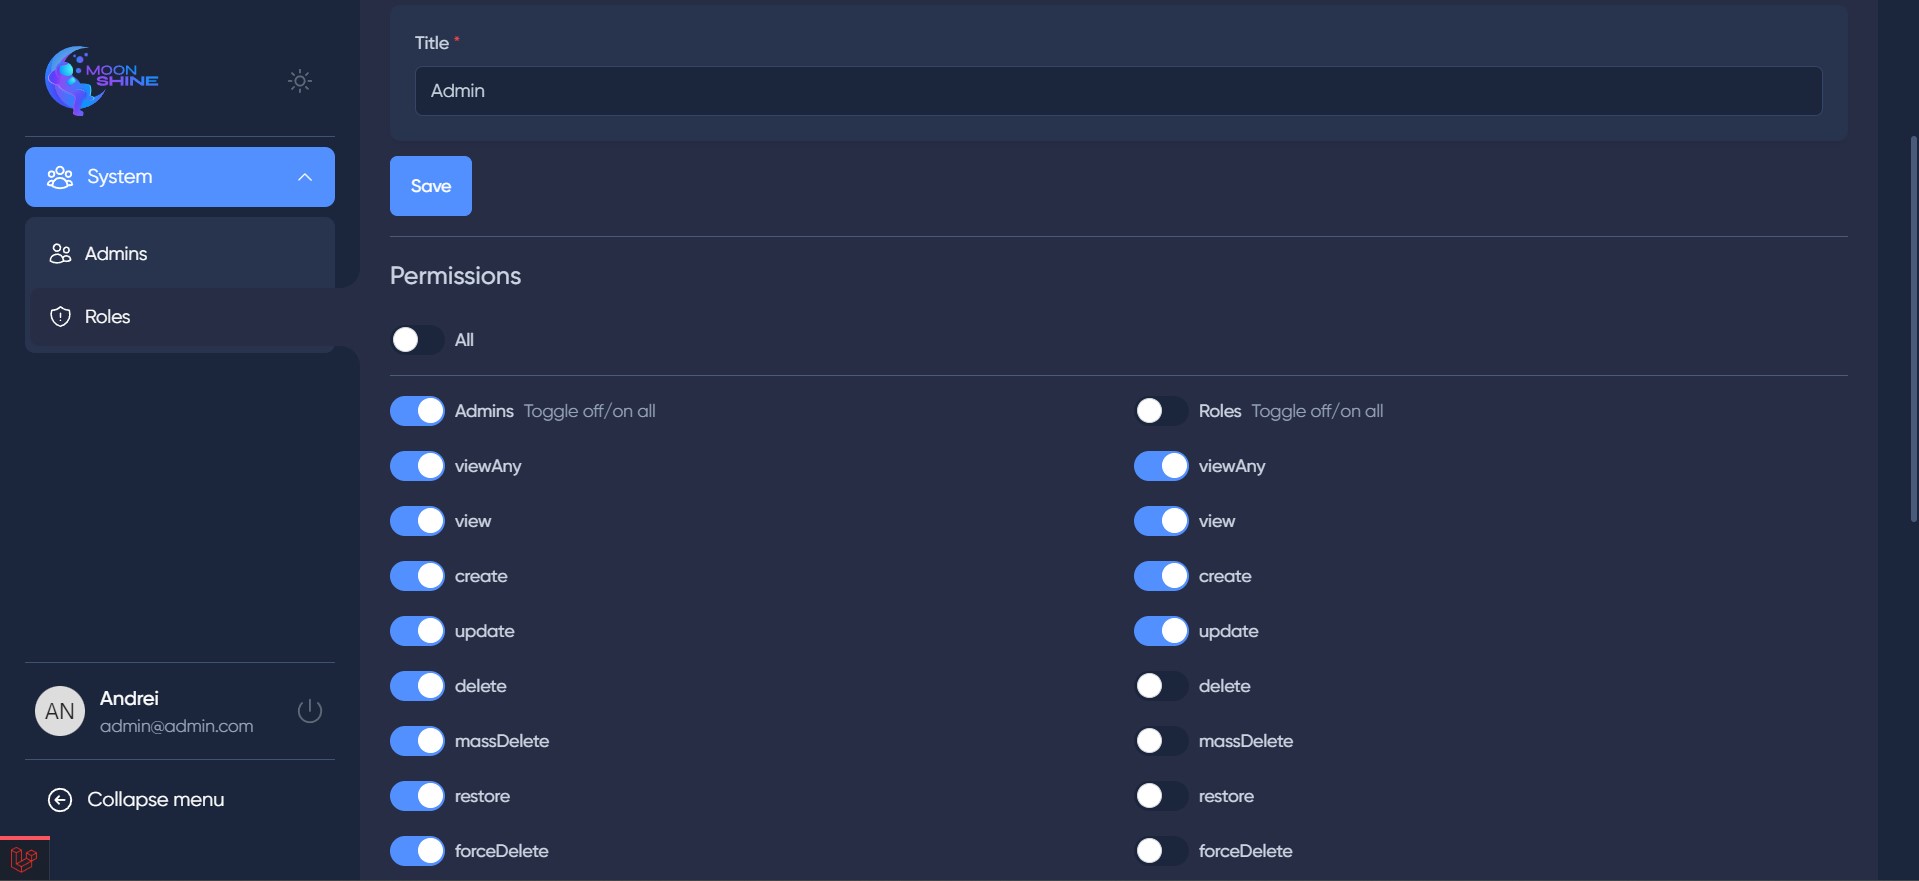 MOON
SHINE
System
Admins
Roles
Andrei
admin@admin.com
AN
Collapse menu
Title *
Admin
Save
Permissions
All
Admins Toggle off/on all
viewAny
view
create
update
delete
massDelete
restore
forceDelete
Roles Toggle off/on all
viewAny
view
create
update
delete
massDelete
restore
forceDelete